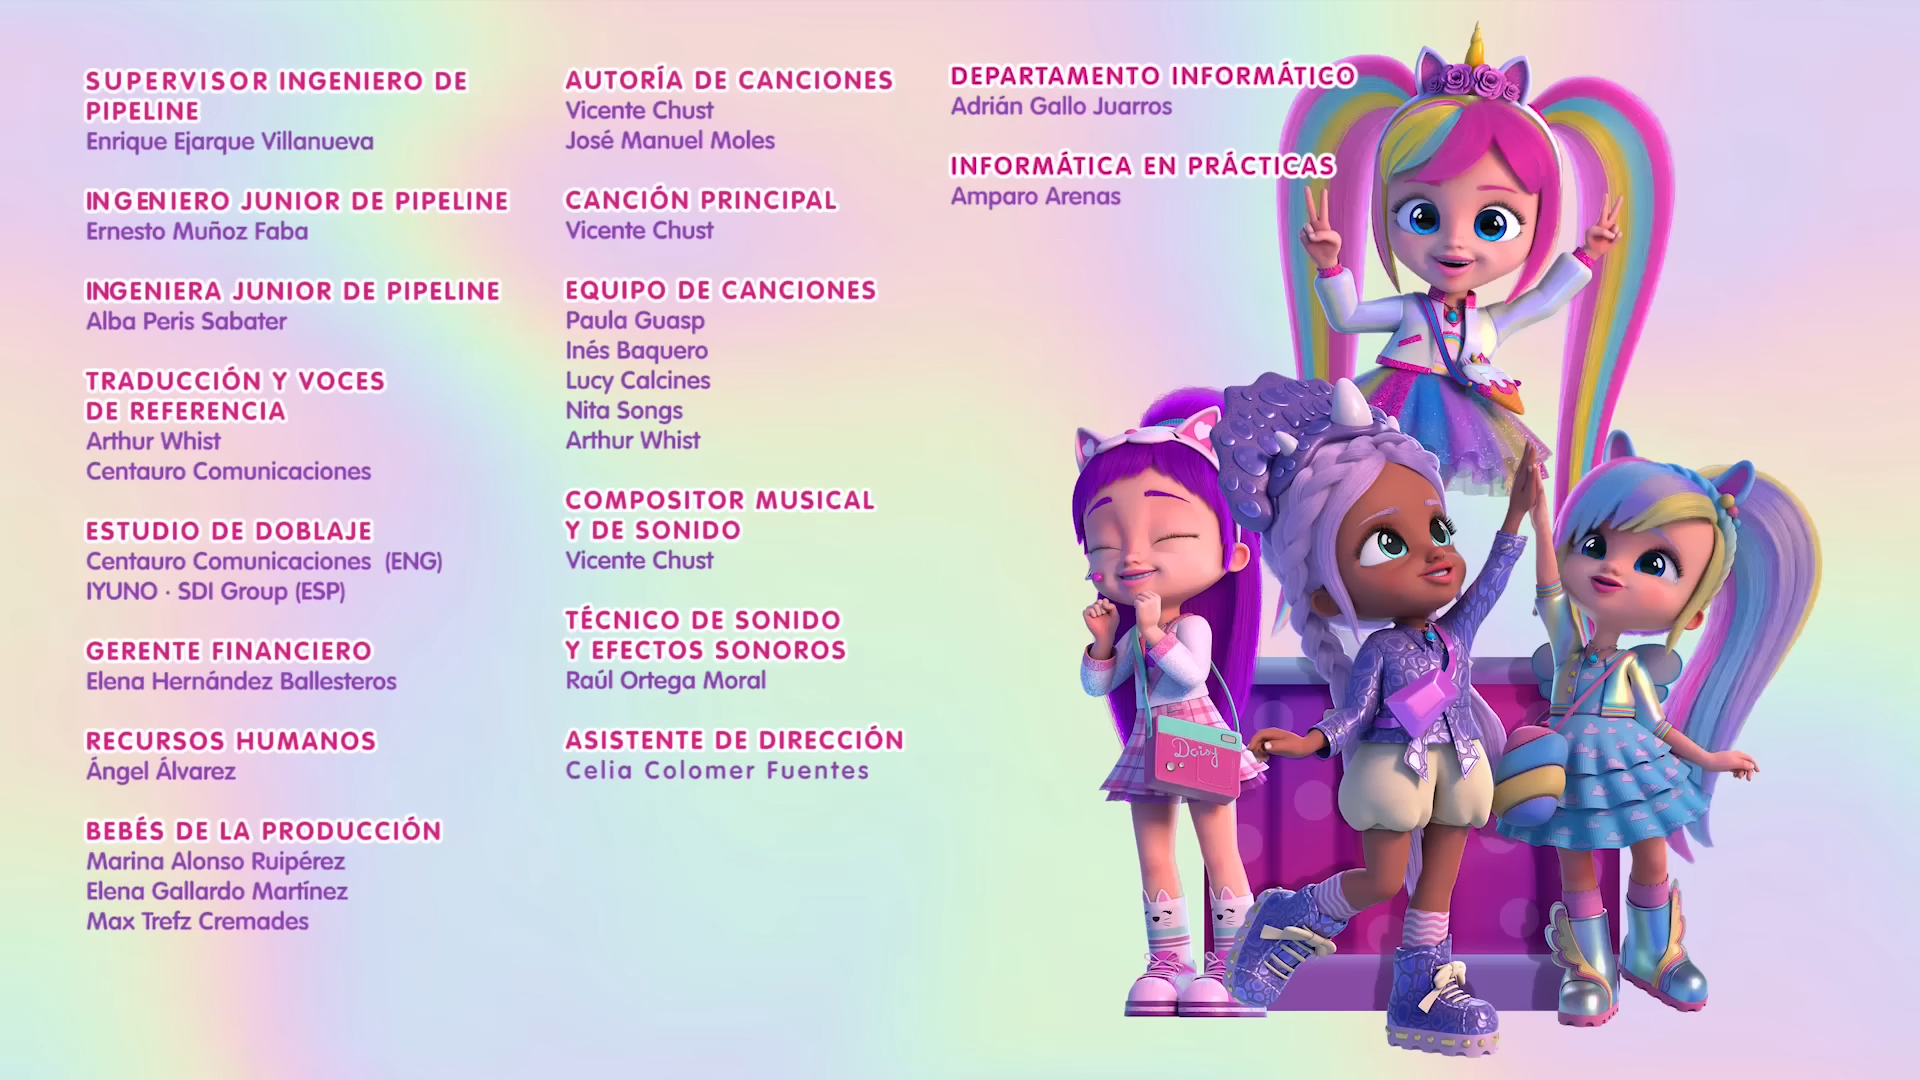 SUPERVISOR INGENIERO DE
PIPELINE
Enrique Ejarque Villanueva
INGENIERO JUNIOR DE PIPELINE
Ernesto Muñoz Faba
INGENIERA JUNIOR DE PIPELINE
Alba Peris Sabater
TRADUCCIÓN Y VOCES
DE REFERENCIA
Arthur Whist
Centauro Comunicaciones
ESTUDIO DE DOBLAJE
Centauro Comunicaciones (ENG)
IYUNO · SDI Group (ESP)
GERENTE FINANCIERO
Elena Hernández Ballesteros
RECURSOS HUMANOS
Ángel Álvarez
BEBÉS DE LA PRODUCCIÓN
Marina Alonso Ruipérez
Elena Gallardo Martínez
Max Trefz Cremades
AUTORÍA DE CANCIONES
Vicente Chust
José Manuel Moles
CANCIÓN PRINCIPAL
Vicente Chust
EQUIPO DE CANCIONES
Paula Guasp
Inés Baquero
Lucy Calcines
Nita Songs
Arthur Whist
COMPOSITOR MUSICAL
Y DE SONIDO
Vicente Chust
TÉCNICO DE SONIDO
Y EFECTOS SONOROS
Raúl Ortega Moral
ASISTENTE DE DIRECCIÓN
Celia Colomer Fuentes
DEPARTAMENTO INFORMÁTICO
Adrián Gallo Juarros
INFORMÁTICA EN PRÁCTICAS
Amparo Arenas
Daisy